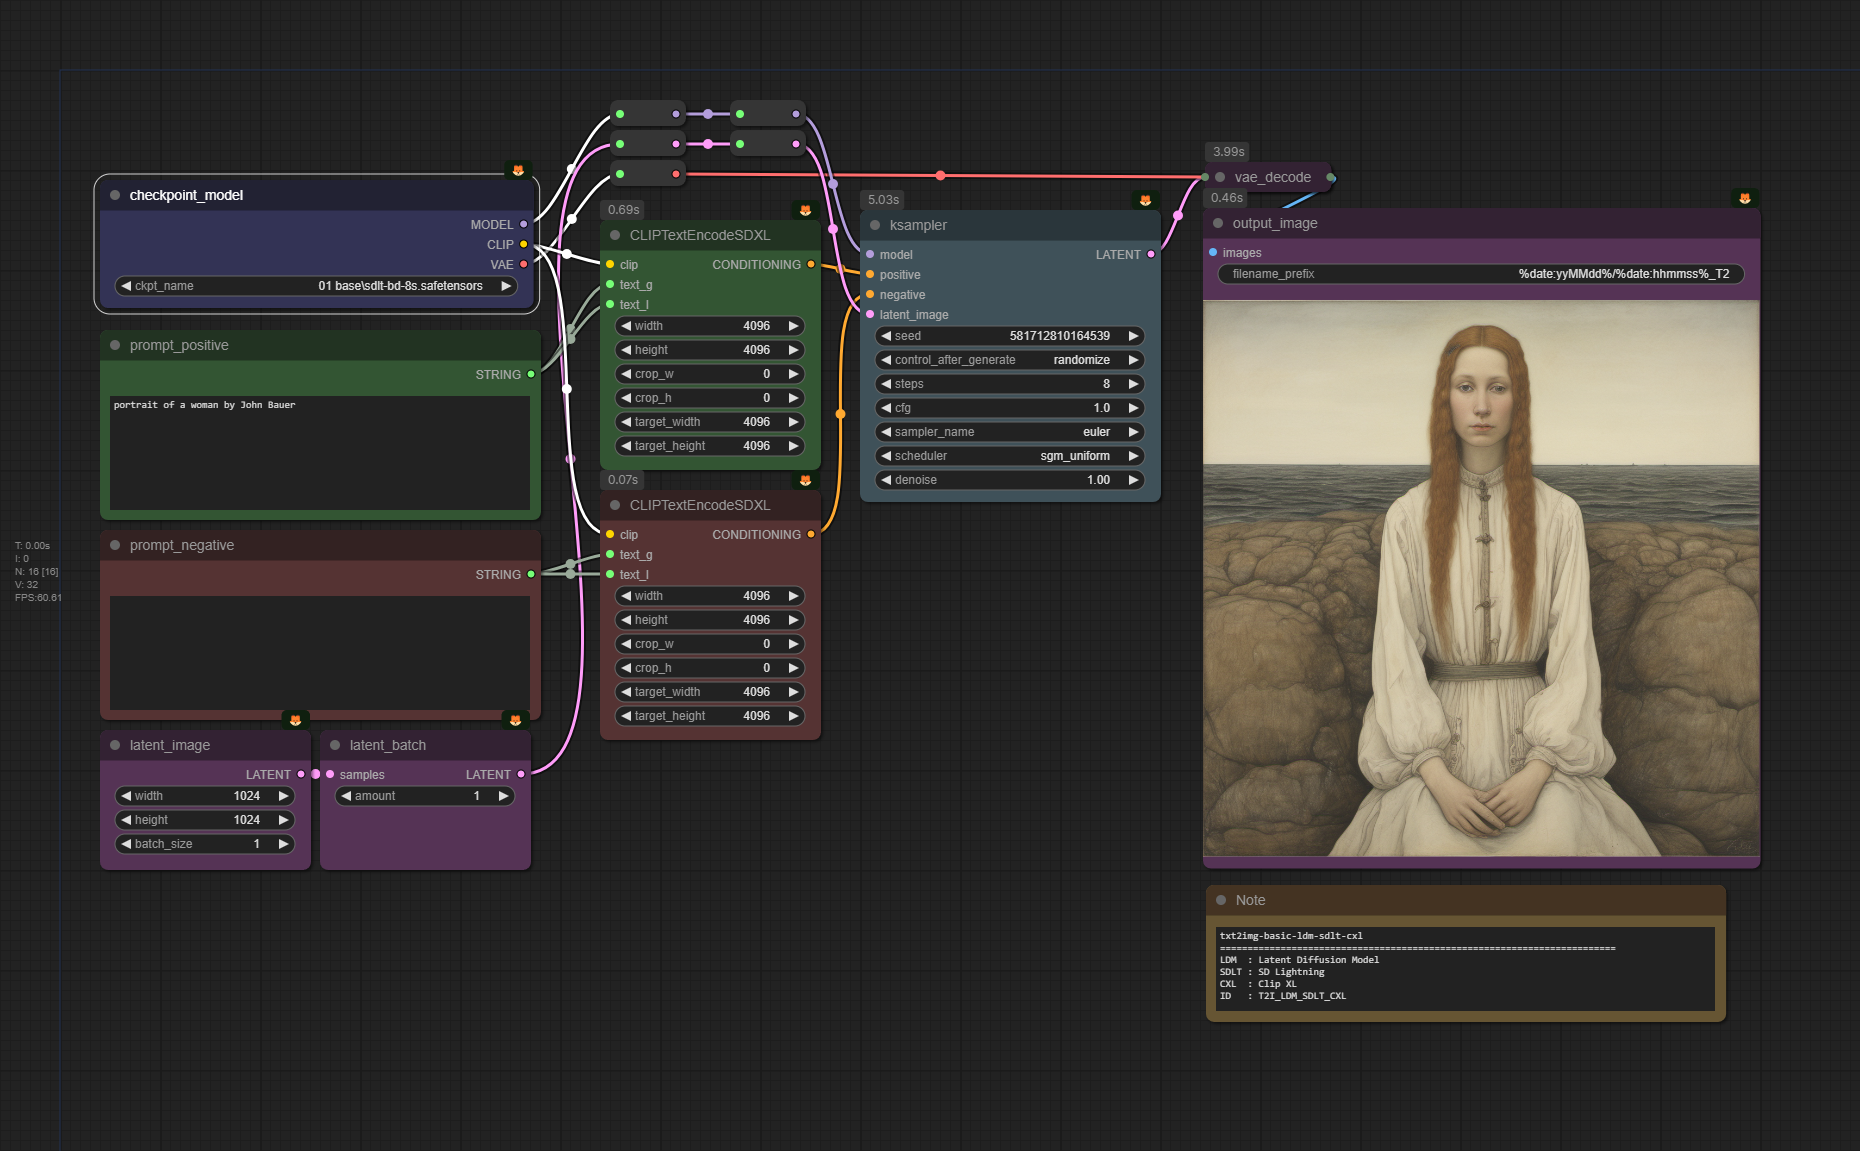 checkpoint_model
MODEL
CLIP
VAE
ckpt_name 01 base\sdlt-bd-8s.safetensors
prompt_positive
STRING
portrait of a woman by John Bauer
prompt_negative
STRING
T: 0.00s
I: 0
N: 16 [16]
V: 32
FPS:60.61
latent_image
LATENT
width 1024
height 1024
batch_size 1
latent_batch
samples LATENT
amount 1
0.69s
CLIPTextEncodeSDXL
clip CONDITIONING
text_g
text_l
width 4096
height 4096
crop_w 0
crop_h 0
target_width 4096
target_height 4096
0.07s
CLIPTextEncodeSDXL
clip CONDITIONING
text_g
text_l
width 4096
height 4096
crop_w 0
crop_h 0
target_width 4096
target_height 4096
5.03s
ksampler
model LATENT
positive
negative
latent_image
seed 581712810164539
control_after_generate randomize
steps 8
cfg 1.0
sampler_name euler
scheduler sgm_uniform
denoise 1.00
3.99s
vae_decode
0.46s
output_image
images
filename_prefix %date:yyMMdd%/%date:hhmmss%_T2
Note
txt2img-basic-ldm-sdlt-cxl
========================================================================
LDM : Latent Diffusion Model
SDLT : SD Lightning
CXL : Clip XL
ID : T2I_LDM_SDLT_CXL